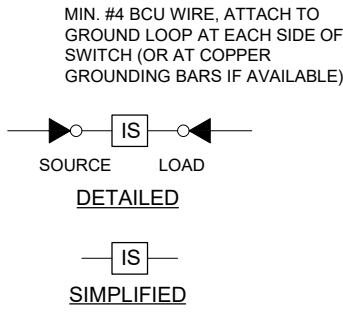 MIN. #4 BCU WIRE, ATTACH TO
GROUND LOOP AT EACH SIDE OF
SWITCH (OR AT COPPER
GROUNDING BARS IF AVAILABLE)
IS
SOURCE LOAD
DETAILED
IS
SIMPLIFIED